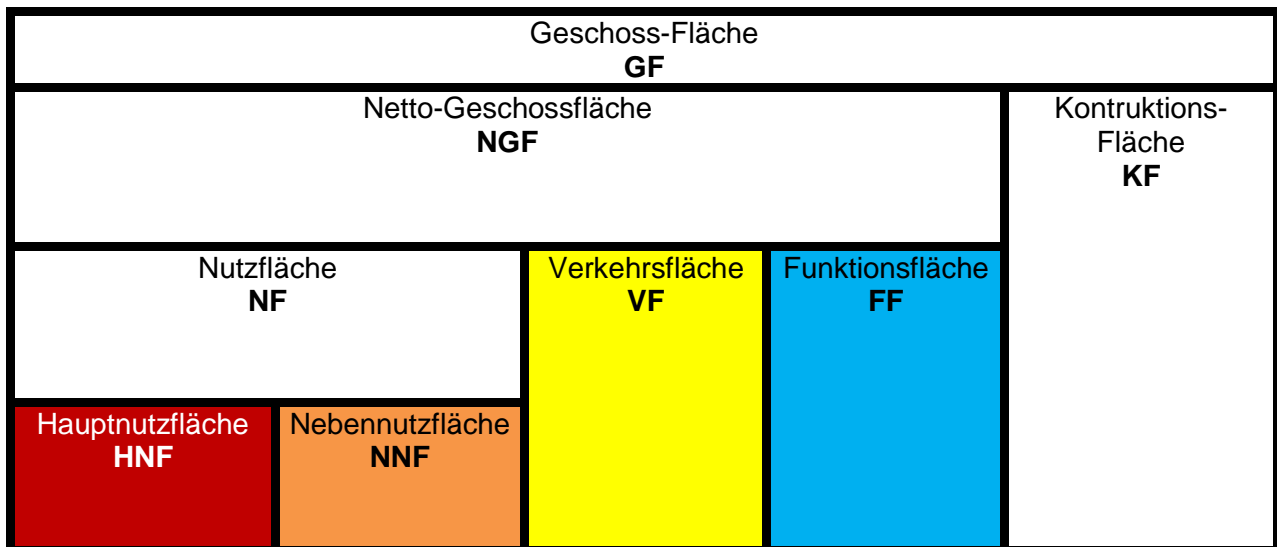 Geschoss-Fläche
GF
Netto-Geschossfläche
NGF
Kontruktions-
Fläche
KF
Nutzfläche
NF
Verkehrsfläche
VF
Funktionsfläche
FF
Hauptnutzfläche
HNF
Nebennutzfläche
NNF